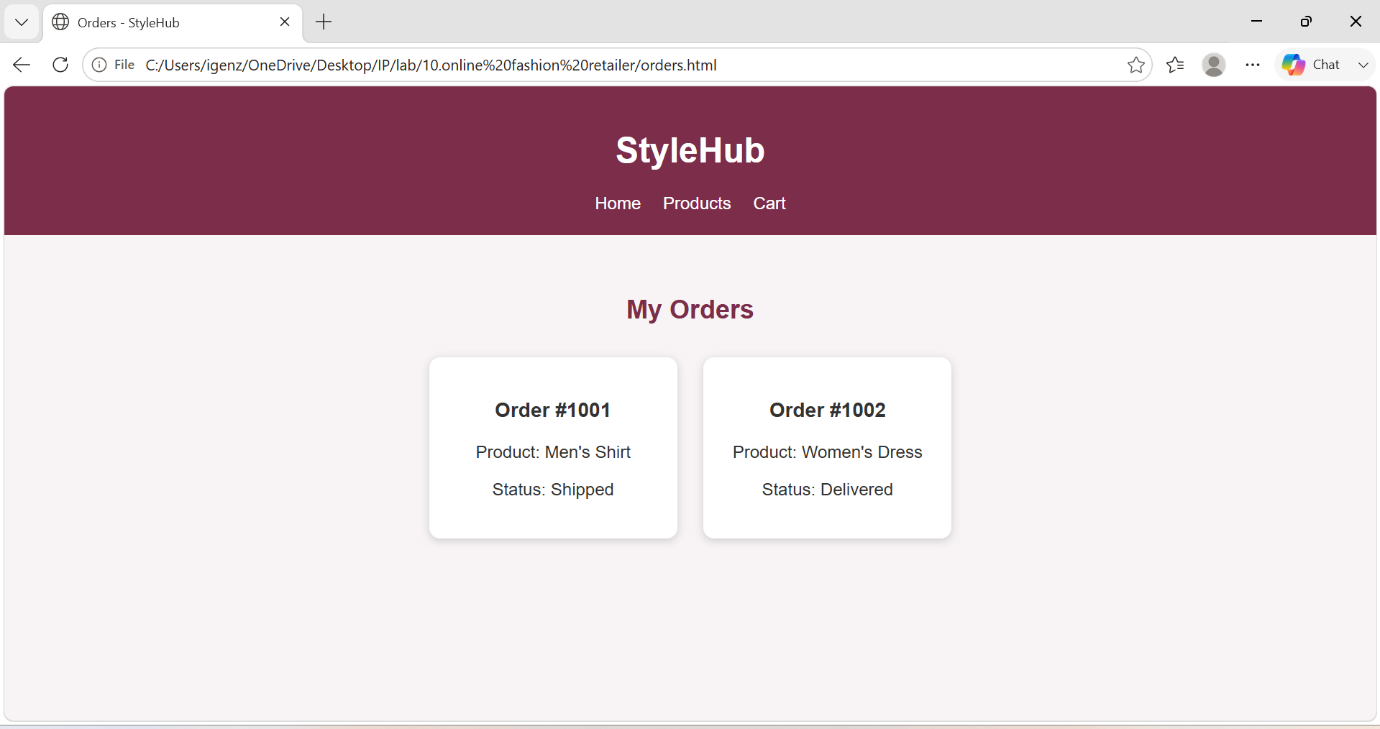 Orders - StyleHub
File C:/Users/igenz/OneDrive/Desktop/IP/lab/10.online%20fashion%20retailer/orders.html
Chat
StyleHub
Home Products Cart
My Orders
Order #1001
Product: Men's Shirt
Status: Shipped
Order #1002
Product: Women's Dress
Status: Delivered